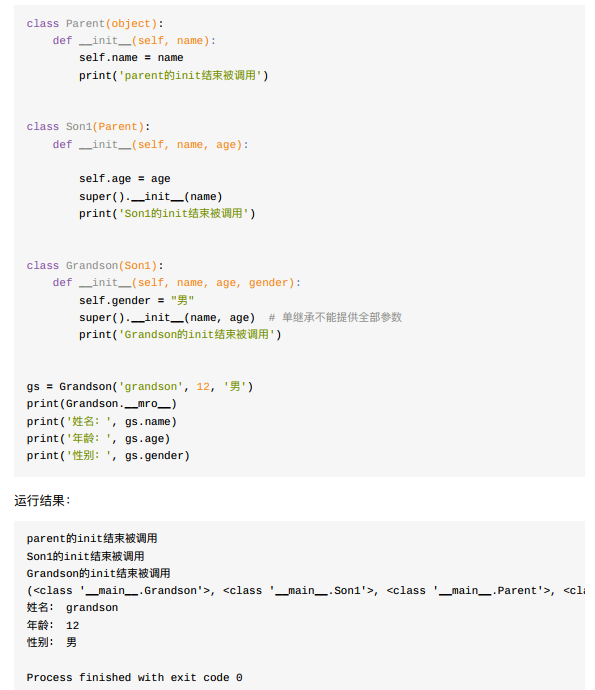 class Parent(object):
    def __init__(self, name):
        self.name = name
        print('parent的init结束被调用')
class Son1(Parent):
    def __init__(self, name, age):
        self.age = age
        super().__init__(name)
        print('Son1的init结束被调用')
class Grandson(Son1):
    def __init__(self, name, age, gender):
        self.gender = "男"
        super().__init__(name, age)  # 单继承不能提供全部参数
        print('Grandson的init结束被调用')
gs = Grandson('grandson', 12, '男')
print(Grandson.__mro__)
print('姓名：', gs.name)
print('年龄：', gs.age)
print('性别：', gs.gender)
运行结果：
parent的init结束被调用
Son1的init结束被调用
Grandson的init结束被调用
(<class '__main__.Grandson'>, <class '__main__.Son1'>, <class '__main__.Parent'>, <cla
姓名： grandson
年龄： 12
性别： 男
Process finished with exit code 0